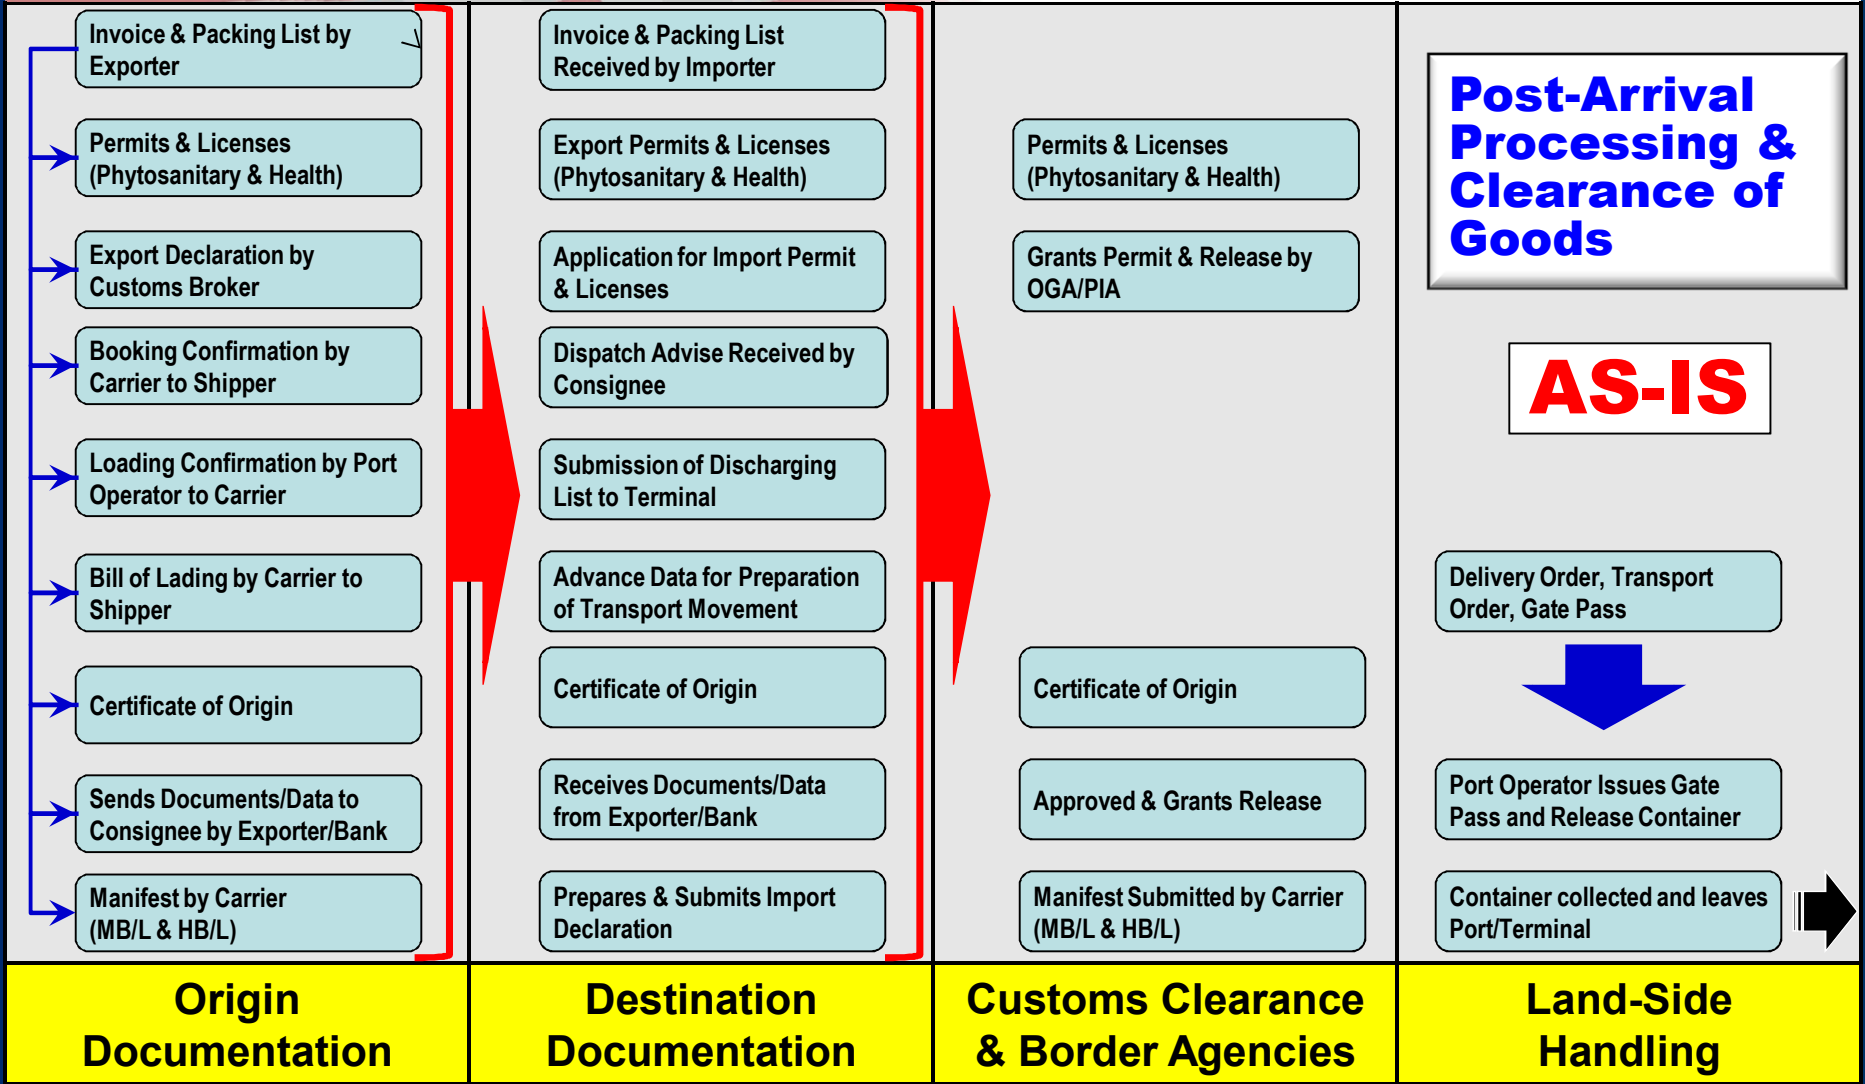 Invoice & Packing List by
Exporter
Permits & Licenses
(Phytosanitary & Health)
Export Declaration by
Customs Broker
Booking Confirmation by
Carrier to Shipper
Loading Confirmation by Port
Operator to Carrier
Bill of Lading by Carrier to
Shipper
Certificate of Origin
Sends Documents/Data to
Consignee by Exporter/Bank
Manifest by Carrier
(MB/L & HB/L)
Origin
Documentation
Invoice & Packing List
Received by Importer
Export Permits & Licenses
(Phytosanitary & Health)
Application for Import Permit
& Licenses
Dispatch Advise Received by
Consignee
Submission of Discharging
List to Terminal
Advance Data for Preparation
of Transport Movement
Certificate of Origin
Receives Documents/Data
from Exporter/Bank
Prepares & Submits Import
Declaration
Destination
Documentation
Permits & Licenses
(Phytosanitary & Health)
Grants Permit & Release by
OGA/PIA
Certificate of Origin
Approved & Grants Release
Manifest Submitted by Carrier
(MB/L & HB/L)
Customs Clearance
& Border Agencies
Post-Arrival
Processing &
Clearance of
Goods
AS-IS
Delivery Order, Transport
Order, Gate Pass
Port Operator Issues Gate
Pass and Release Container
Container collected and leaves
Port/Terminal
Land-Side
Handling